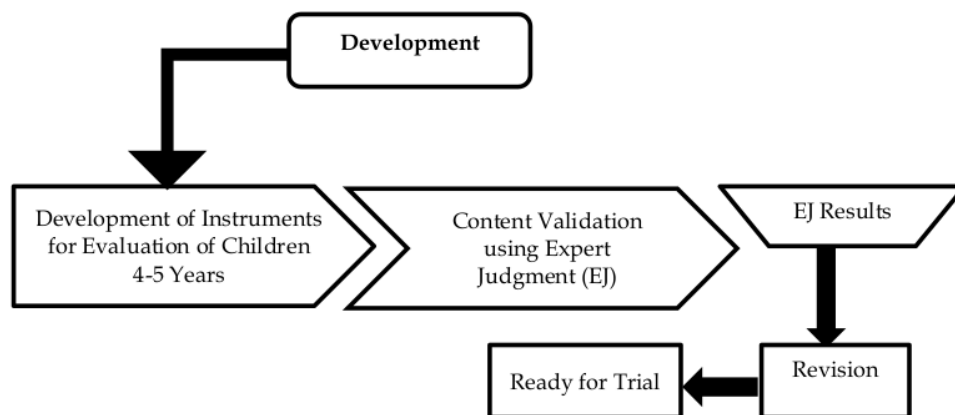 Development
Development of Instruments
for Evaluation of Children
4-5 Years
Content Validation
using Expert
Judgment (EJ)
EJ Results
Revision
Ready for Trial